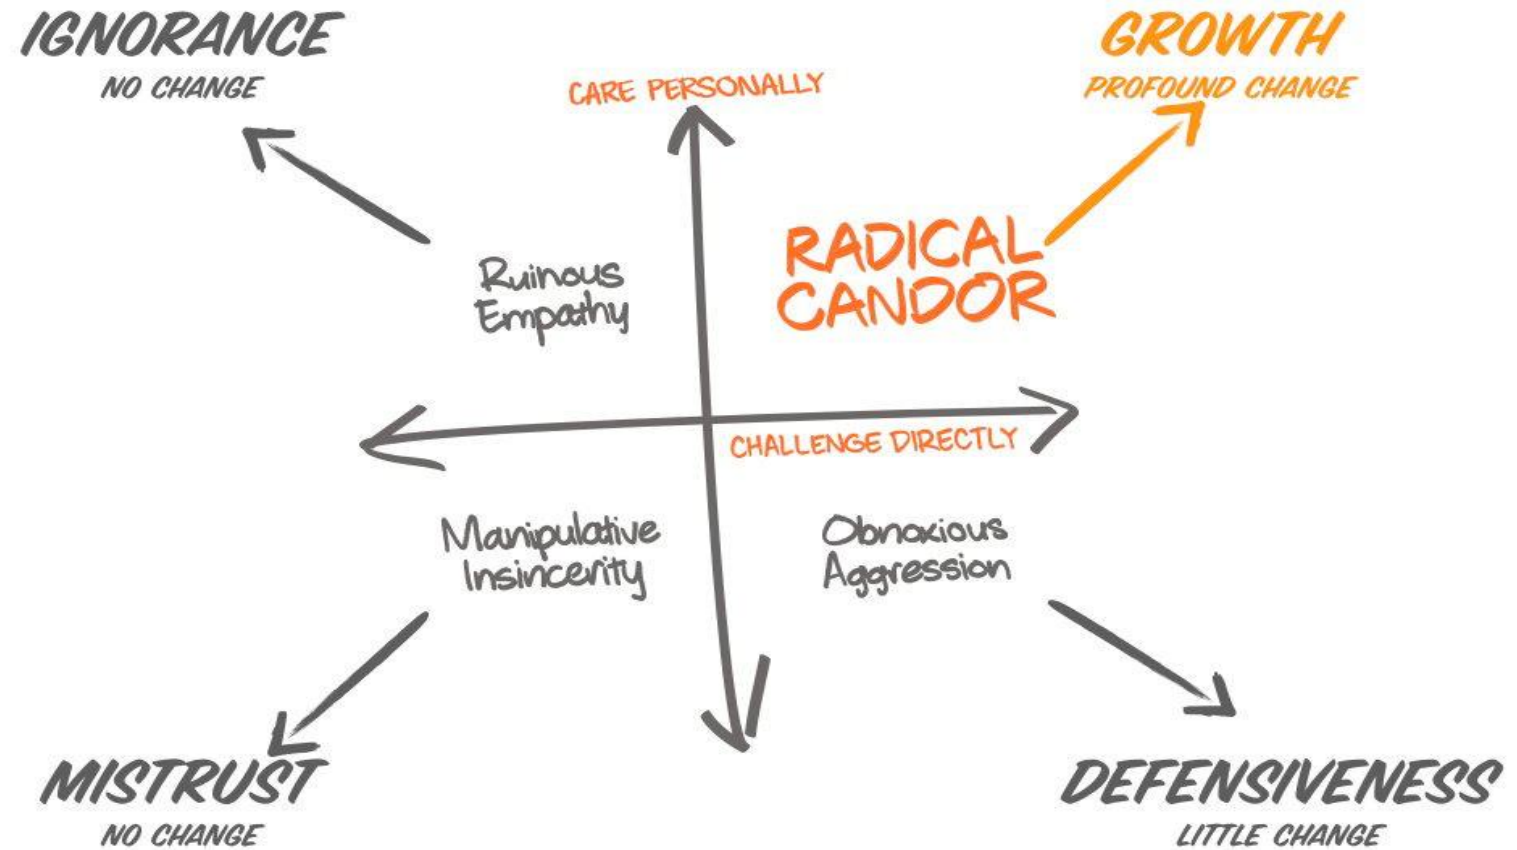 IGNORANCE
NO CHANGE
GROWTH
PROFOUND CHANGE
CARE PERSONALLY
Ruinous
Empathy
RADICAL
CANDOR
CHALLENGE DIRECTLY
Manipulative
Insincerity
Obnoxious
Aggression
MISTRUST
NO CHANGE
DEFENSIVENESS
LITTLE CHANGE